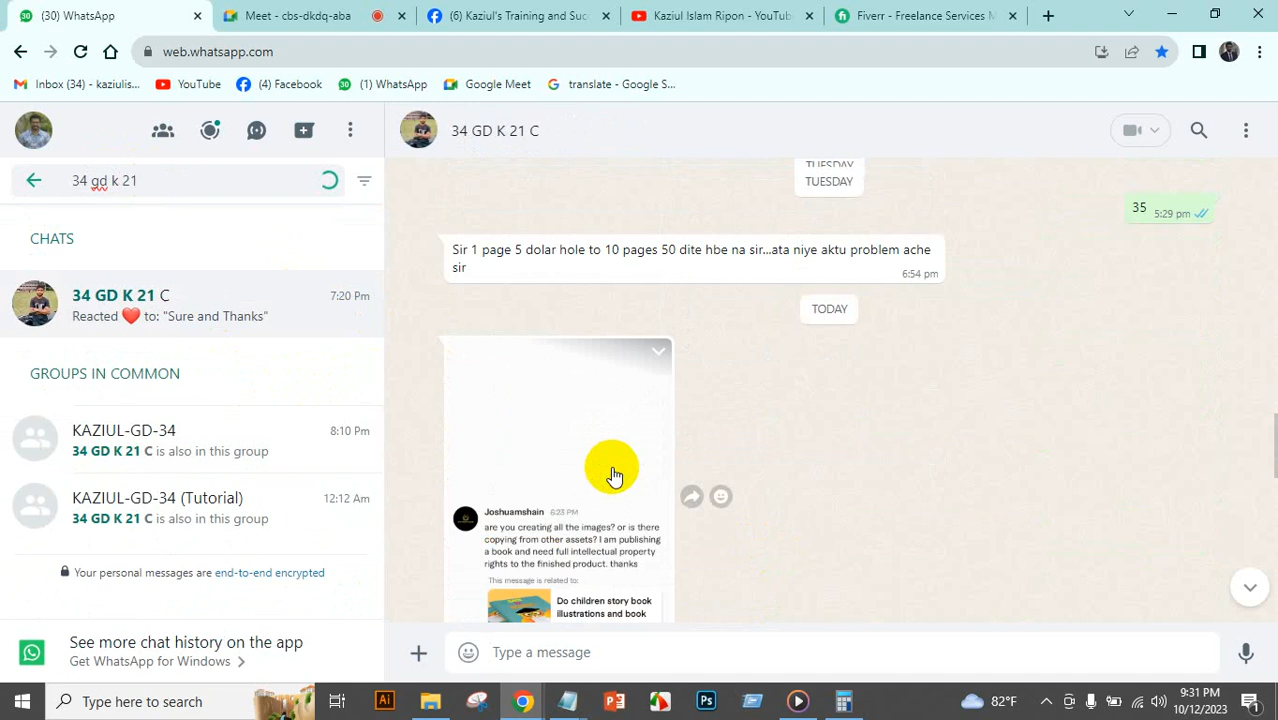 (30) WhatsApp
Meet - cbs-dkdq-aba
(6) Facebook
Kaziul's Training and Suc
Kaziul Islam Ripon - YouTub
Fiverr - Freelance Services M
web.whatsapp.com
Inbox (34) - kaziulis...
YouTube
(4) Facebook
(1) WhatsApp
Google Meet
translate - Google S...
34 GD K 21 C
34 gd k 21
TUESDAY
TUESDAY
35
5:29 pm
CHATS
Sir 1 page 5 dolar hole to 10 pages 50 dite hbe na sir...ata niye aktu problem ache
sir
6:54 pm
34 GD K 21 C
7:20 Pm
Reacted ❤️ to: "Sure and Thanks"
TODAY
GROUPS IN COMMON
KAZIUL-GD-34
8:10 Pm
34 GD K 21 C is also in this group
KAZIUL-GD-34 (Tutorial)
12:12 Am
34 GD K 21 C is also in this group
Joshuamshain 6:23 PM
are you creating all the images? or is there
copying from other assets? I am publishing
a book and need full intellectual property
rights to the finished product. thanks
This message is related to:
Do children story book
illustrations and book
Your personal messages are end-to-end encrypted
See more chat history on the app
Get WhatsApp for Windows
Type a message
Type here to search
82°F
9:31 PM
10/12/2023